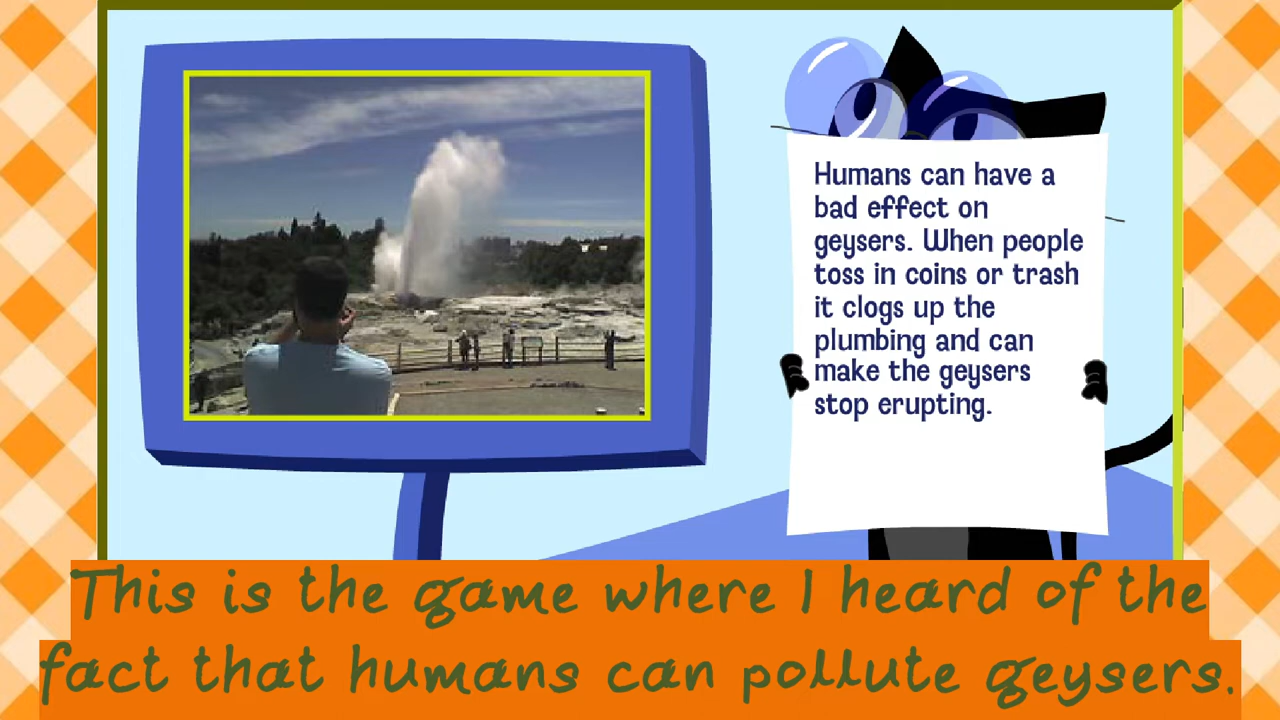 Humans can have a
bad effect on
geysers. When people
toss in coins or trash
it clogs up the
plumbing and can
make the geysers
stop erupting.
This is the game where I heard of the
fact that humans can pollute geysers.